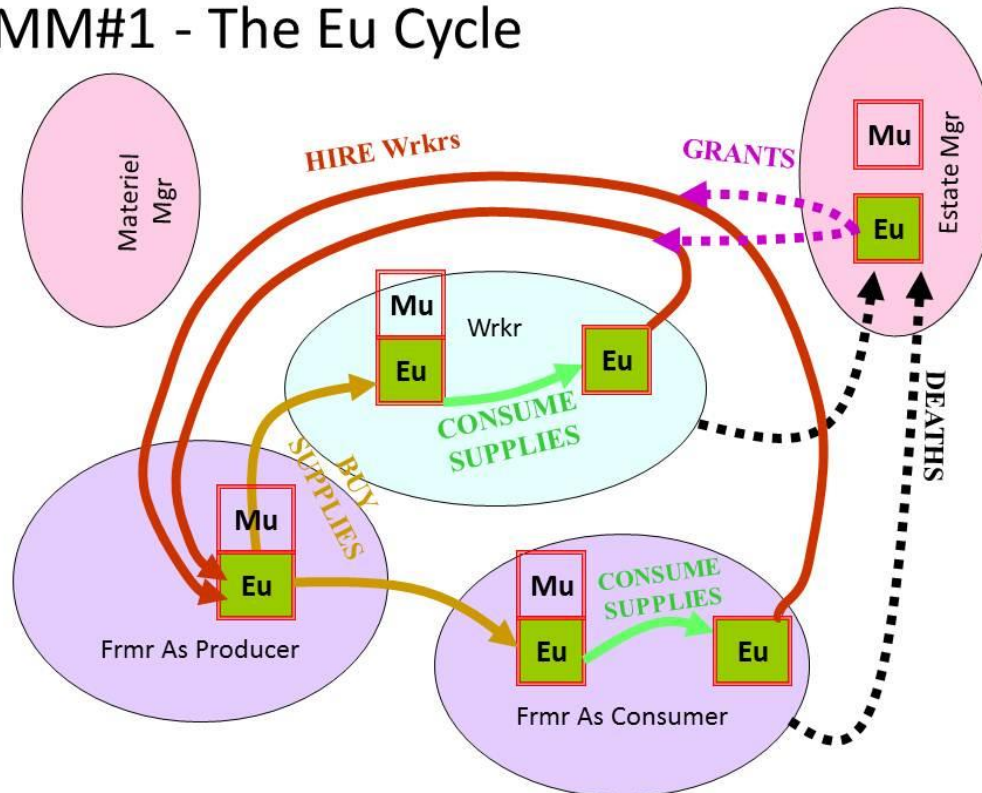 MM#1 - The Eu Cycle
Materiel
Mgr
HIRE Wrkrs
GRANTS
Mu
Eu
Estate Mgr
Mu
Eu
Wrkr
Eu
CONSUME
SUPPLIES
DEATHS
BUY
SUPPLIES
Mu
Eu
Frmr As Producer
Mu
Eu
CONSUME
SUPPLIES
Eu
Frmr As Consumer